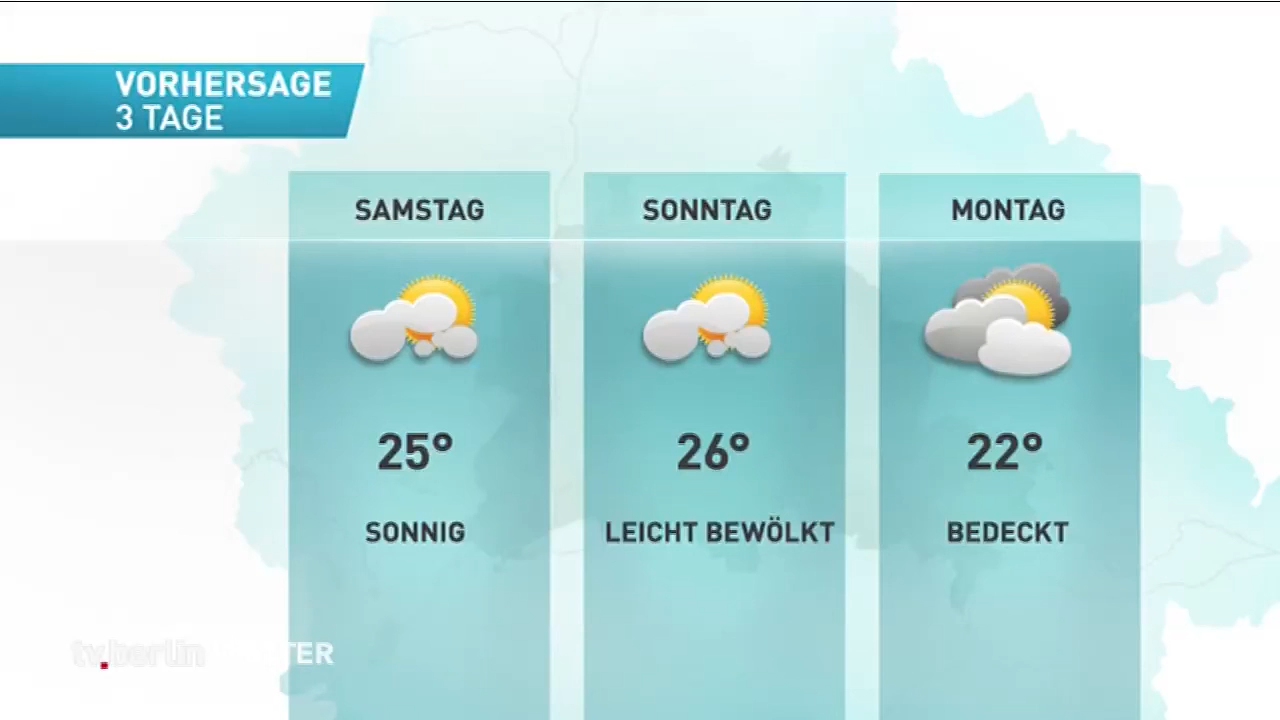 VORHERSAGE
3 TAGE
SAMSTAG
SONNTAG
MONTAG
25°
26°
22°
SONNIG
LEICHT BEWÖLKT
BEDECKT
tv.berlin